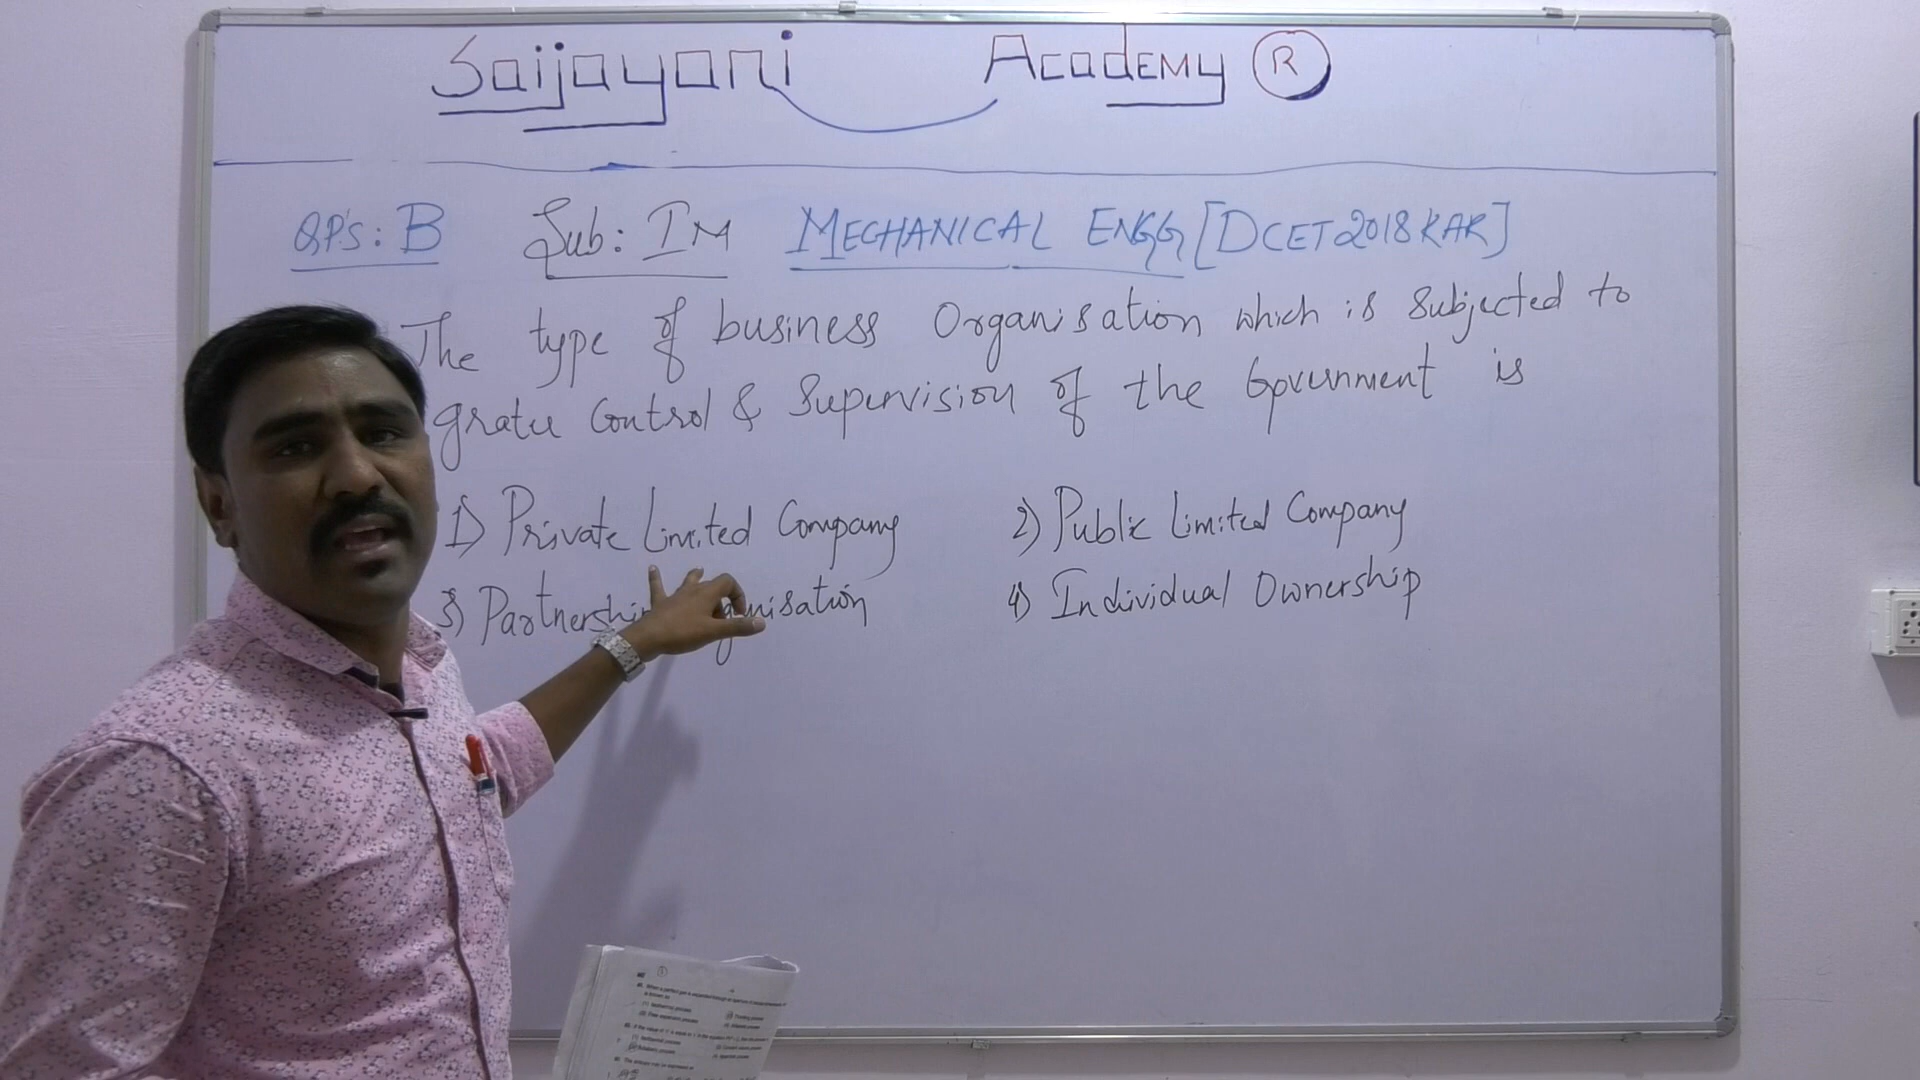 Saijayani Academy R
QP'S: B Sub: IM MECHANICAL ENGG [DCET 2018 KAR]
The type of business Organisation which is Subjected to
grater Control & Supervision of the Government is
1) Private Limited Company 2) Public Limited Company
3) Partnership Organisation 4) Individual Ownership